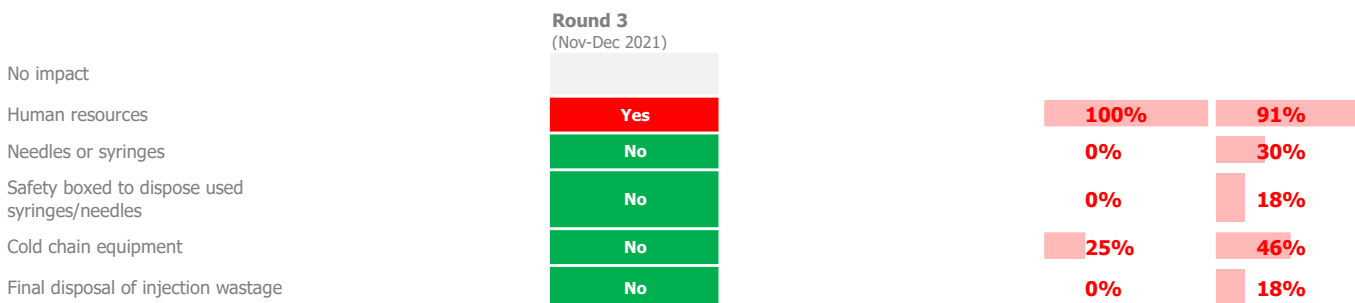 Round 3
(Nov-Dec 2021)
No impact
Human resources Yes 100% 91%
Needles or syringes No 0% 30%
Safety boxed to dispose used
syringes/needles No 0% 18%
Cold chain equipment No 25% 46%
Final disposal of injection wastage No 0% 18%